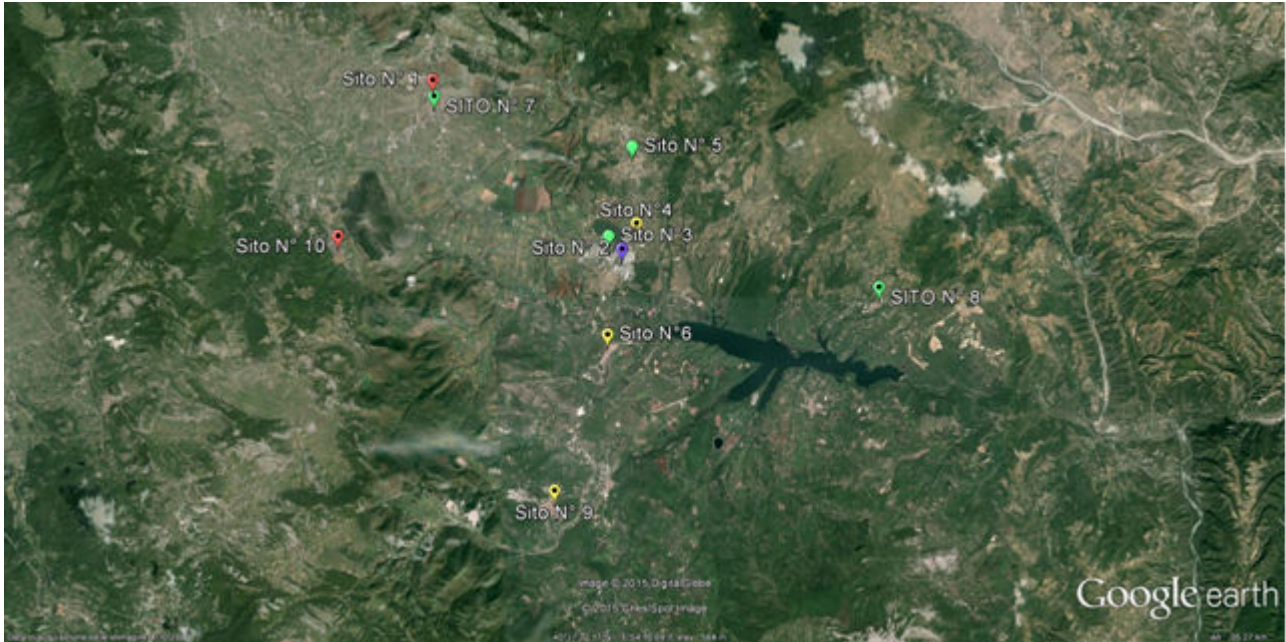 Sito N° 1
SITO N° 7
Sito N° 5
Sito N°4
Sito N°3
Sito N° 2
Sito N° 10
SITO N° 8
Sito N°6
Sito N° 9
Image © 2015 DigitalGlobe
© 2015 Cnes/Spot Image
Google earth